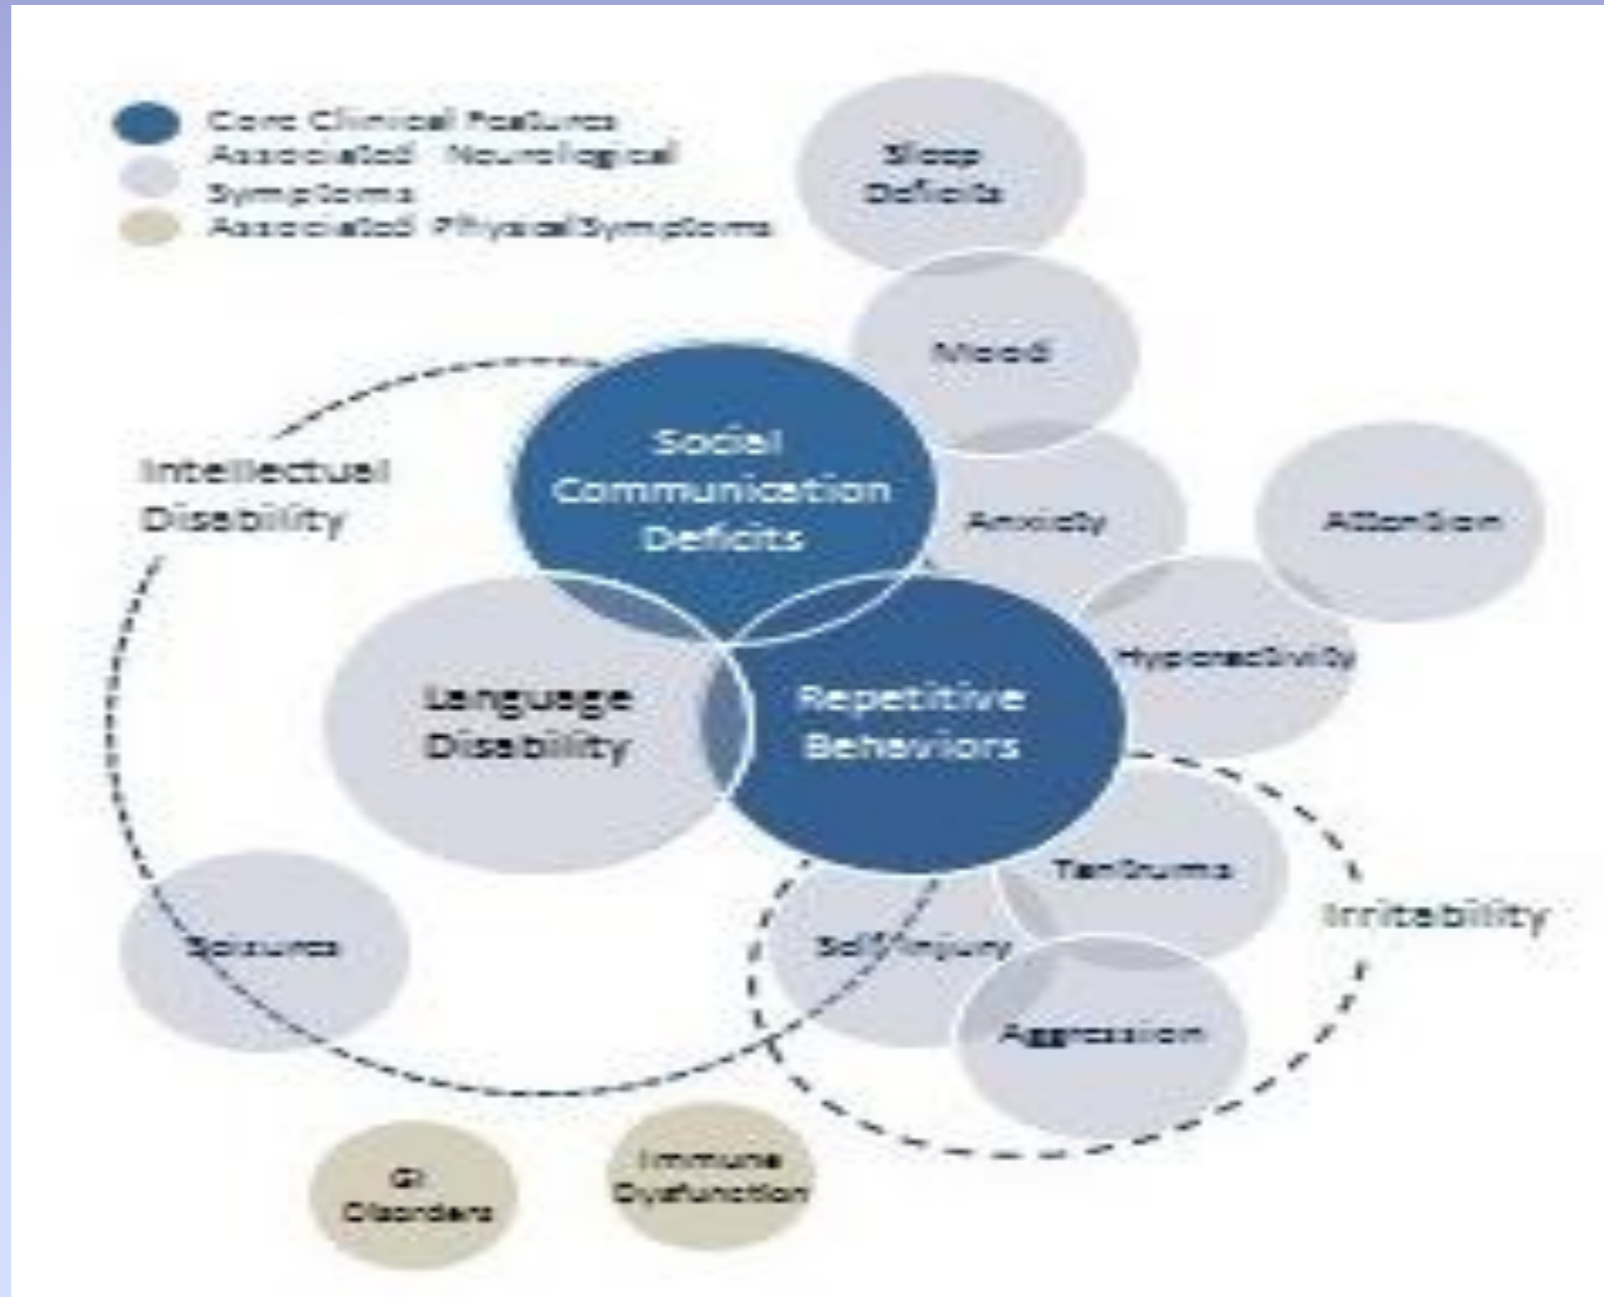 Core Clinical Features
Associated Neurological
Symptoms
Associated Physical Symptoms
Sleep
Deficits
Mood
Social
Communication
Deficits
Intellectual
Disability
Anxiety
Attention
Hyperactivity
Language
Disability
Repetitive
Behaviors
Tantrums
Irritability
Seizures
Self Injury
Aggression
GI
Disorders
Immune
Dysfunction